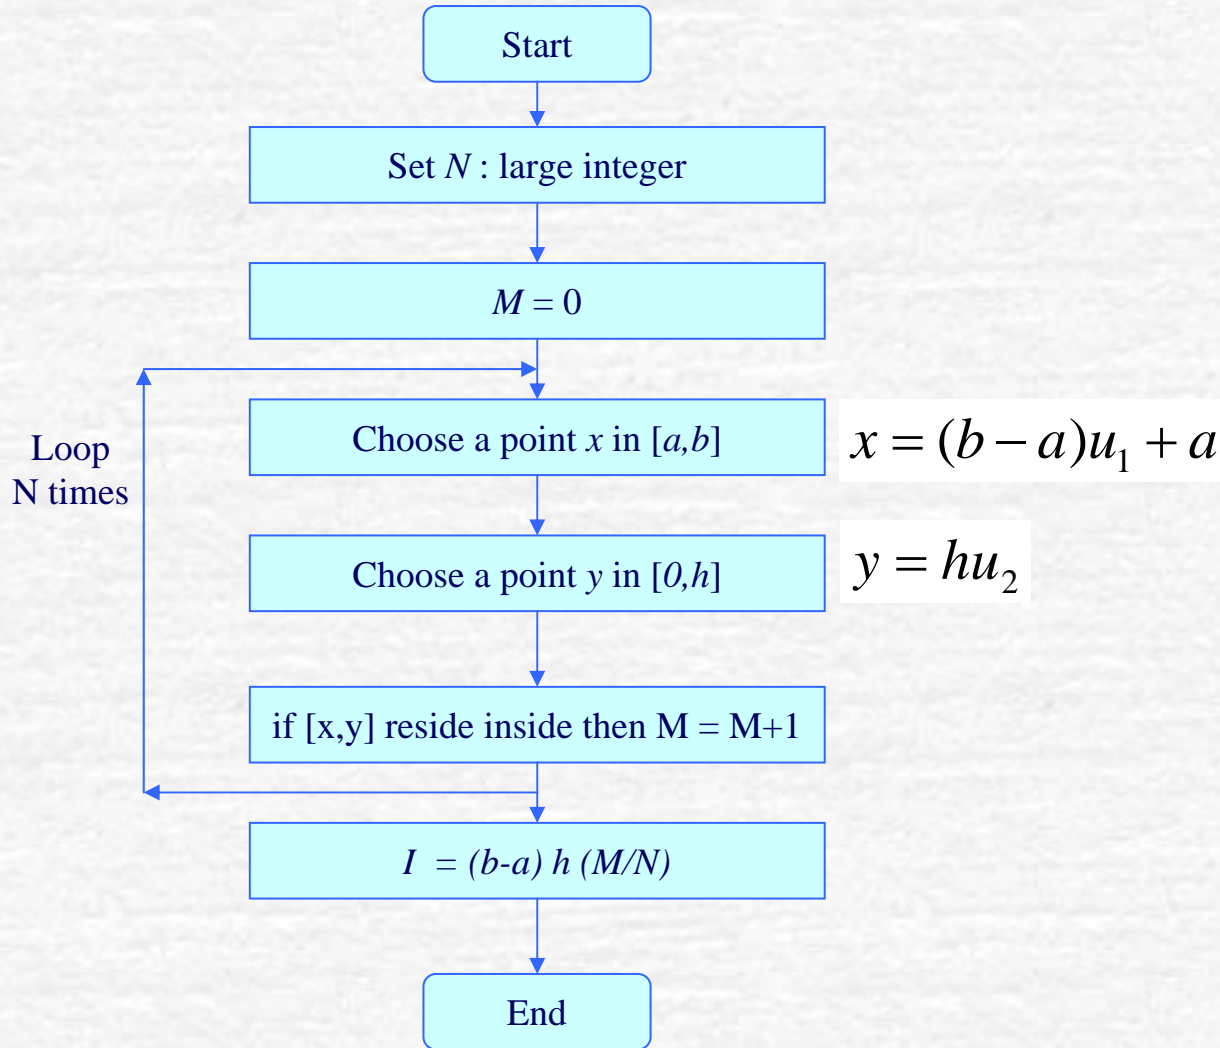 Start
Set N : large integer
M = 0
Loop
N times
Choose a point x in [a,b]
x = (b − a)u₁ + a
Choose a point y in [0,h]
y = hu₂
if [x,y] reside inside then M = M+1
I = (b-a) h (M/N)
End